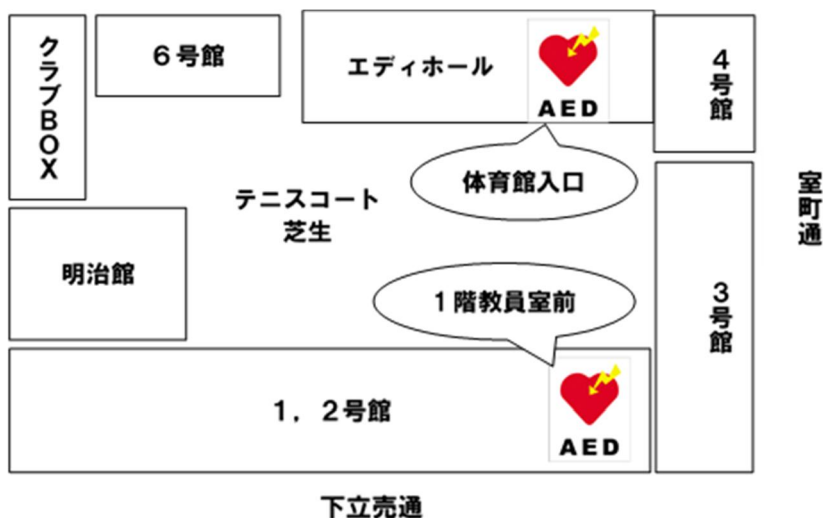 クラブBOX
6号館
エディホール
AED
4号館
体育館入口
室町通
テニスコート
芝生
明治館
1階教員室前
3号館
1，2号館
AED
下立売通